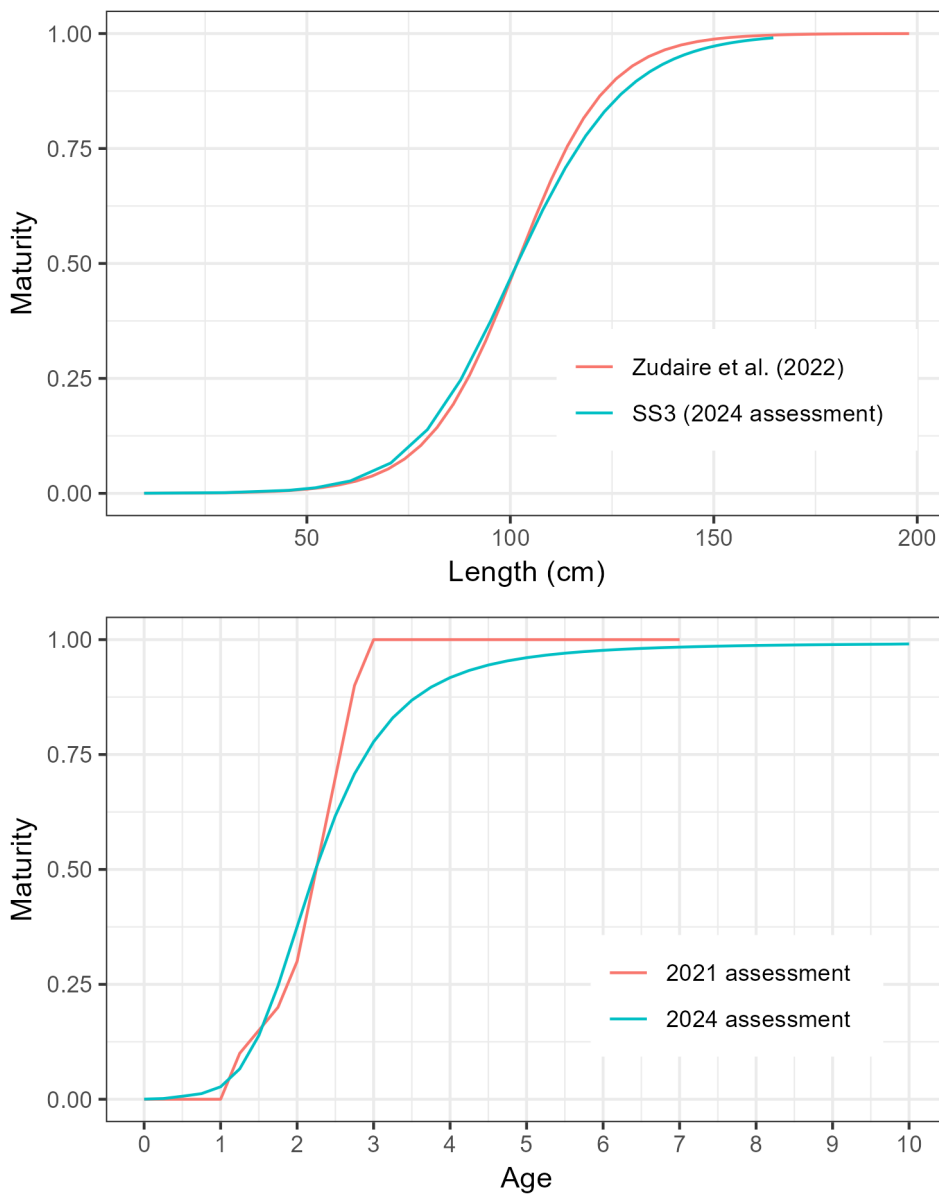 1.00
0.75
0.50
0.25
0.00
Maturity
Zudaire et al. (2022)
SS3 (2024 assessment)
50 100 150 200
Length (cm)
1.00
0.75
0.50
0.25
0.00
Maturity
2021 assessment
2024 assessment
0 1 2 3 4 5 6 7 8 9 10
Age